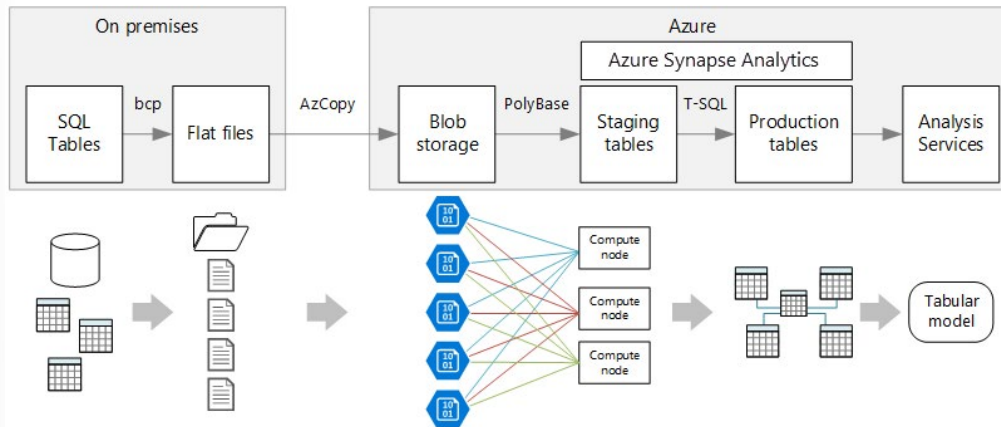 On premises
Azure
Azure Synapse Analytics
bcp
AzCopy
PolyBase
T-SQL
SQL
Tables
Flat files
Blob
storage
Staging
tables
Production
tables
Analysis
Services
10
01
10
01
10
01
10
01
10
01
Compute
node
Compute
node
Compute
node
Tabular
model